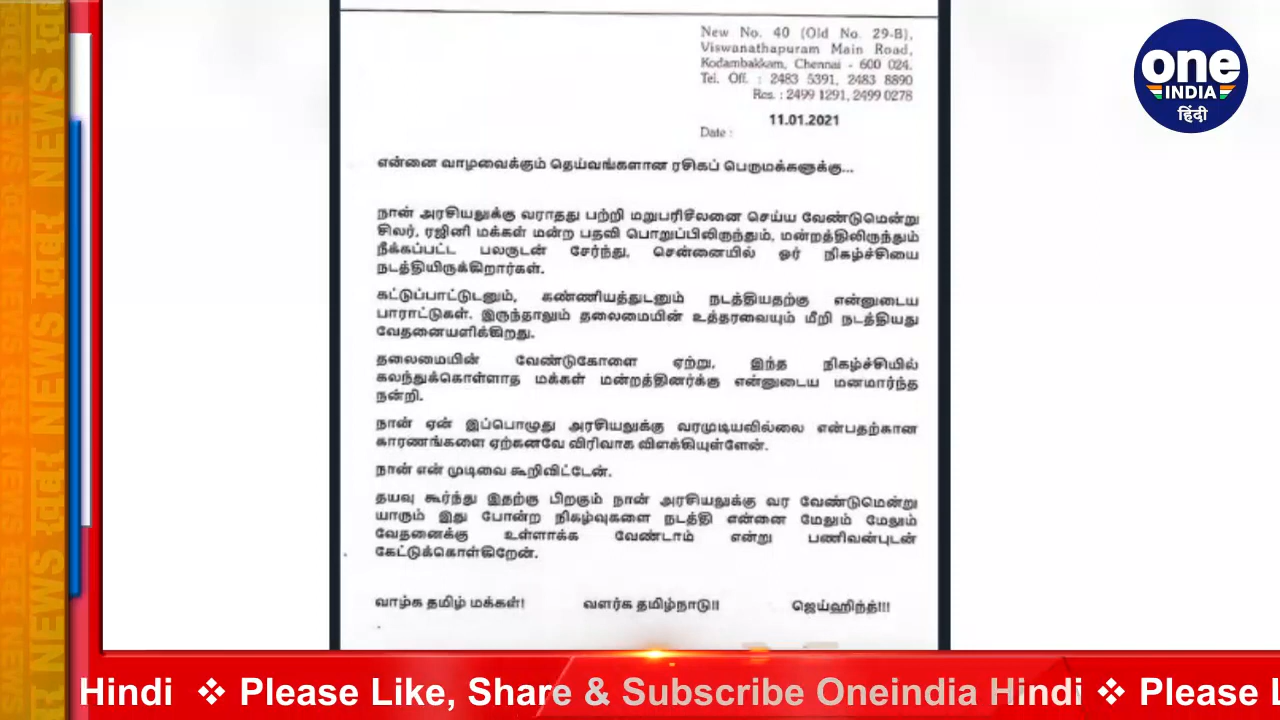 New No. 40 (Old No. 29-B),
Viswanathapuram Main Road,
Kodambakkam, Chennai - 600 024.
Tel. Off. : 2483 5391, 2483 8890
Res. : 2499 1291, 2499 0278
11.01.2021
Date :
one
INDIA
हिंदी
என்னை வாழவைக்கும் தெய்வங்களான ரசிகப் பெருமக்களுக்கு...
நான் அரசியலுக்கு வராதது பற்றி மறுபரிசீலனை செய்ய வேண்டுமென்று
சிலர், ரஜினி மக்கள் மன்ற பதவி பொறுப்பிலிருந்தும், மன்றத்திலிருந்தும்
நீக்கப்பட்ட பலருடன் சேர்ந்து, சென்னையில் ஓர் நிகழ்ச்சியை
நடத்தியிருக்கிறார்கள்.
கட்டுப்பாட்டுடனும், கண்ணியத்துடனும் நடத்தியதற்கு என்னுடைய
பாராட்டுகள். இருந்தாலும் தலைமையின் உத்தரவையும் மீறி நடத்தியது
வேதனையளிக்கிறது.
தலைமையின் வேண்டுகோளை ஏற்று, இந்த நிகழ்ச்சியில்
கலந்துக்கொள்ளாத மக்கள் மன்றத்தினர்க்கு என்னுடைய மனமார்ந்த
நன்றி.
நான் ஏன் இப்பொழுது அரசியலுக்கு வரமுடியவில்லை என்பதற்கான
காரணங்களை ஏற்கனவே விரிவாக விளக்கியுள்ளேன்.
நான் என் முடிவை கூறிவிட்டேன்.
தயவு கூர்ந்து இதற்கு பிறகும் நான் அரசியலுக்கு வர வேண்டுமென்று
யாரும் இது போன்ற நிகழ்வுகளை நடத்தி என்னை மேலும் மேலும்
வேதனைக்கு உள்ளாக்க வேண்டாம் என்று பணிவன்புடன்
கேட்டுக்கொள்கிறேன்.
வாழ்க தமிழ் மக்கள்! வளர்க தமிழ்நாடு!! ஜெய்ஹிந்த்!!!
Hindi ❖ Please Like, Share & Subscribe Oneindia Hindi ❖ Please